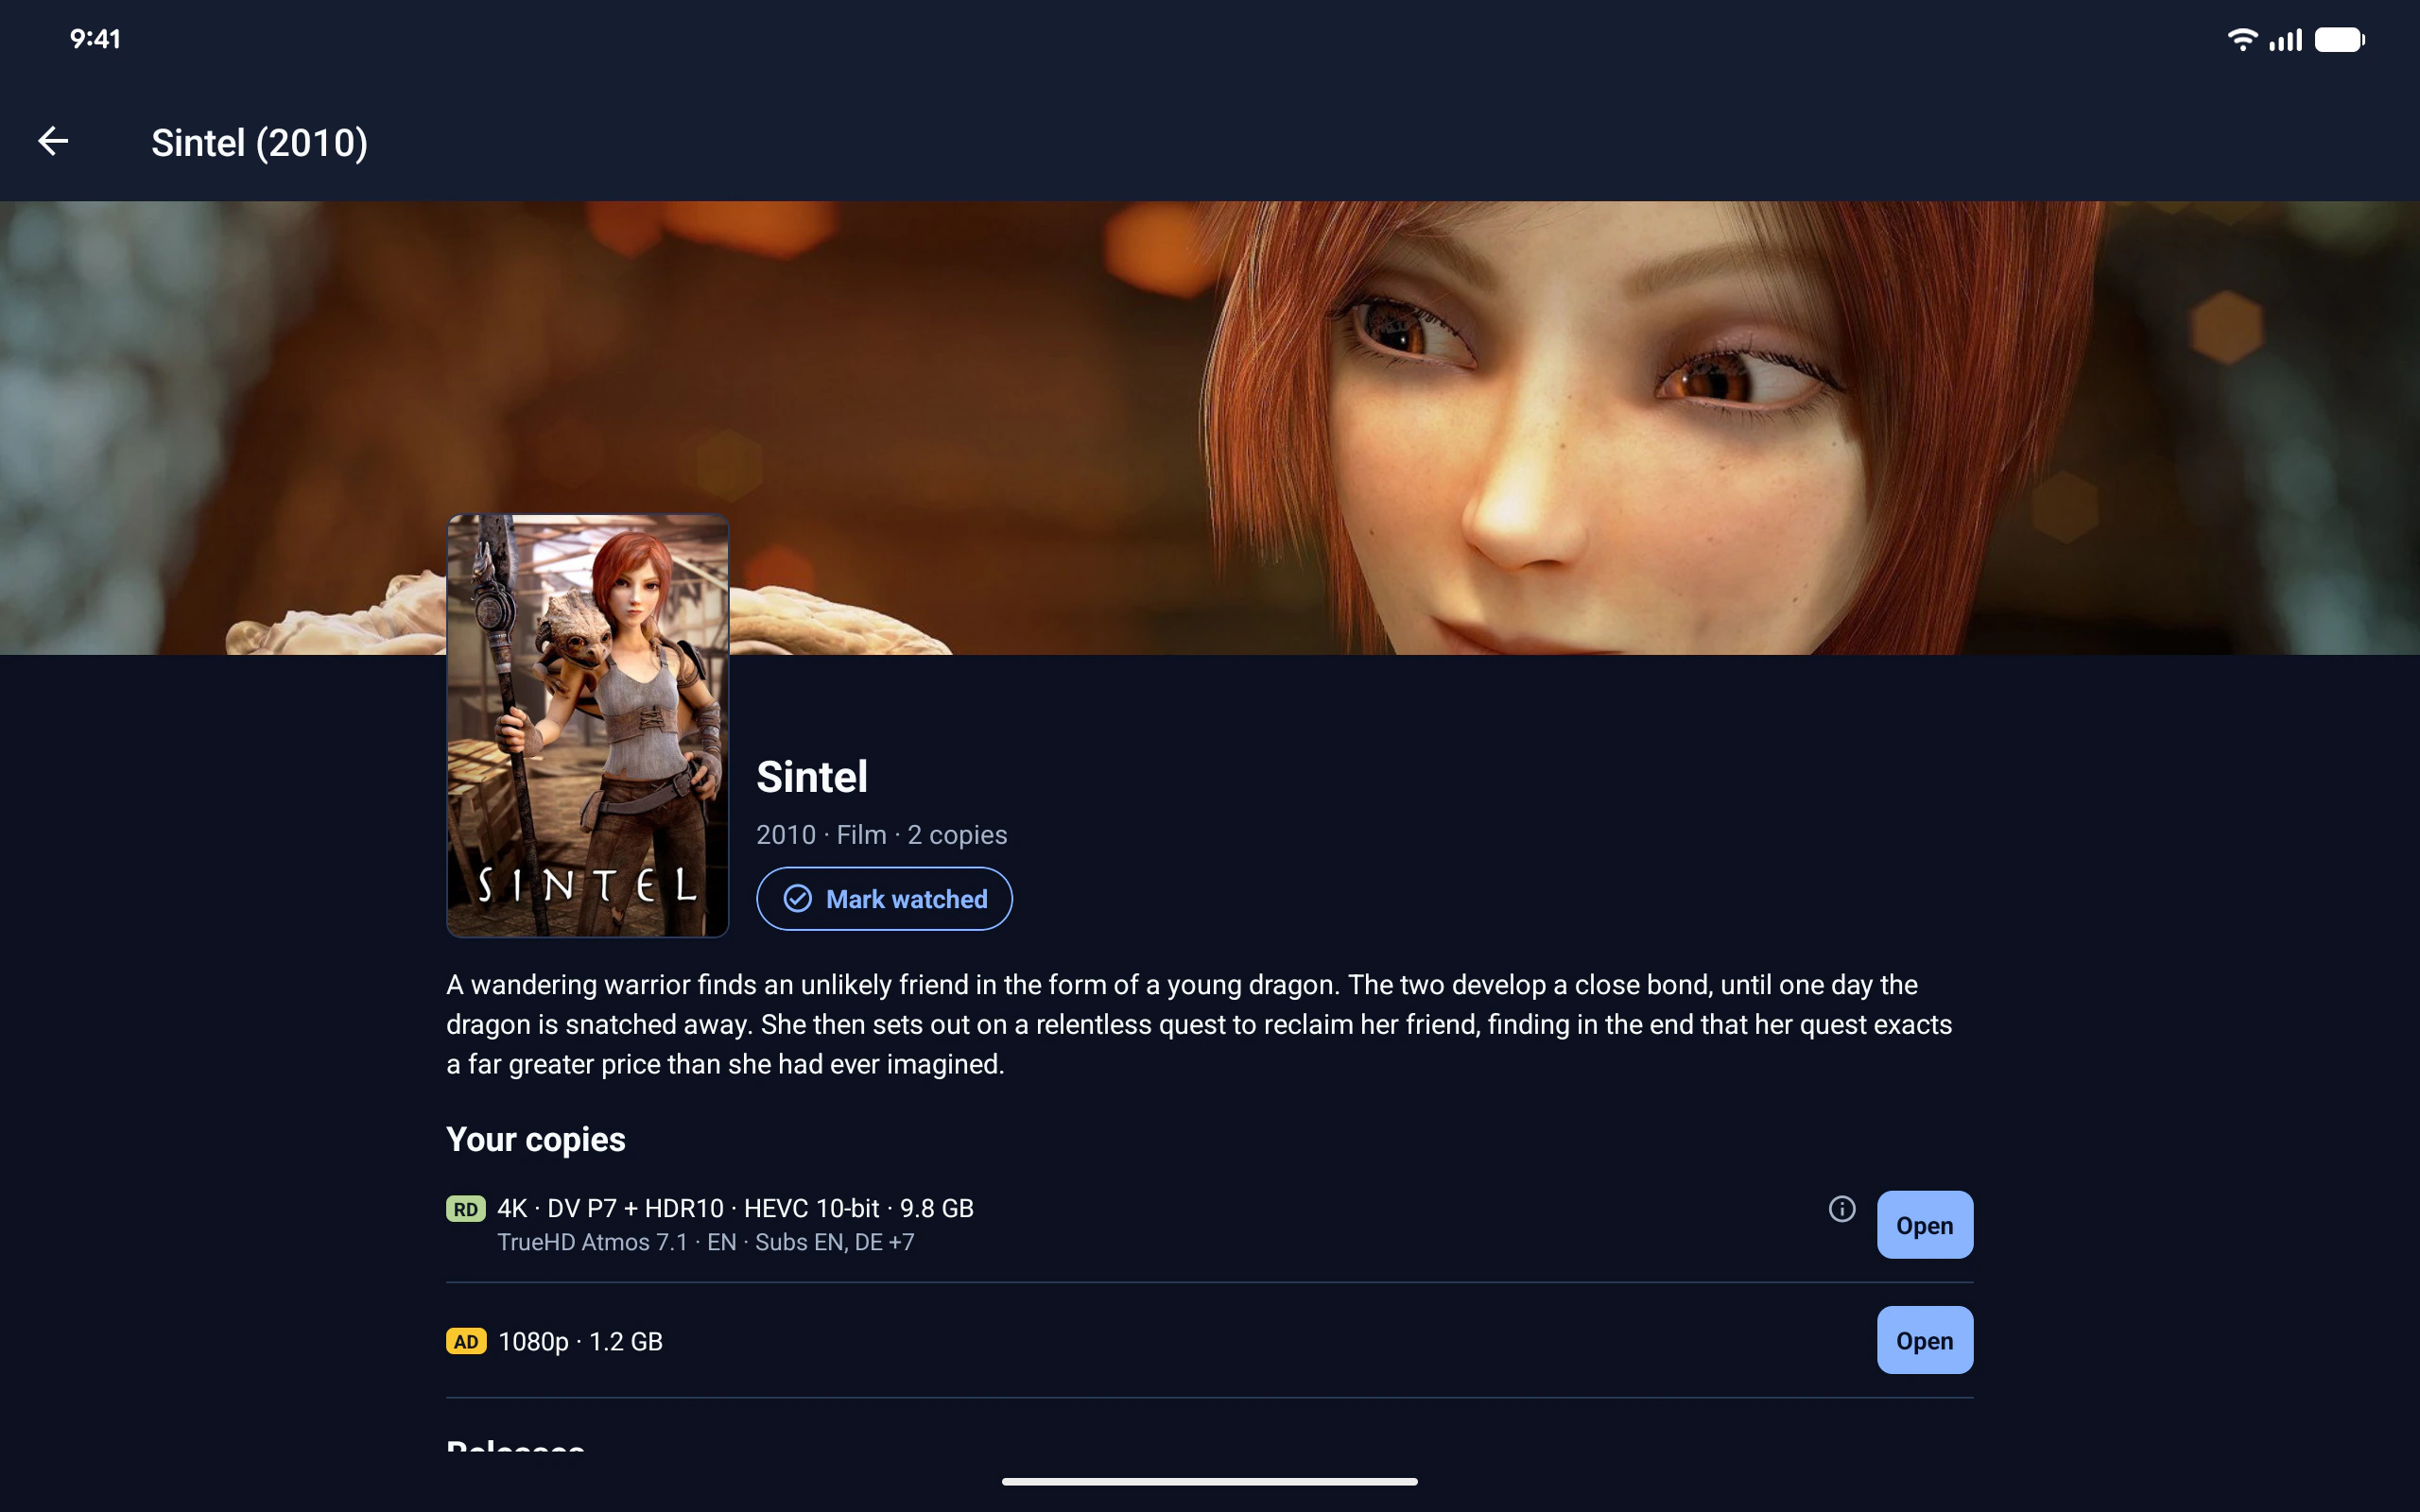 9:41
Sintel (2010)
SINTEL
Sintel
2010 · Film · 2 copies
Mark watched
A wandering warrior finds an unlikely friend in the form of a young dragon. The two develop a close bond, until one day the
dragon is snatched away. She then sets out on a relentless quest to reclaim her friend, finding in the end that her quest exacts
a far greater price than she had ever imagined.
Your copies
RD 4K · DV P7 + HDR10 · HEVC 10-bit · 9.8 GB
TrueHD Atmos 7.1 · EN · Subs EN, DE +7
Open
AD 1080p · 1.2 GB
Open
Releases